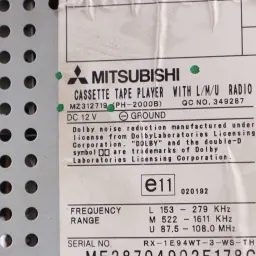 MITSUBISHI
CASSETTE TAPE PLAYER WITH L/M/U RADIO
MZ312719 (PH-2000B) QC NO. 349287
DC 12 V ⊖ GROUND
Dolby noise reduction manufactured under
license from Dolby Laboratories Licensing
Corporation. "DOLBY" and the double-D
symbol are trademarks of Dolby
Laboratories Licensing Corporation.
e11 020192
FREQUENCY L 153 - 279 KHz
RANGE M 522 - 1611 KHz
U 87.5 - 108.0 MHz
SERIAL NO. RX-1E94WT-3-WS-TH